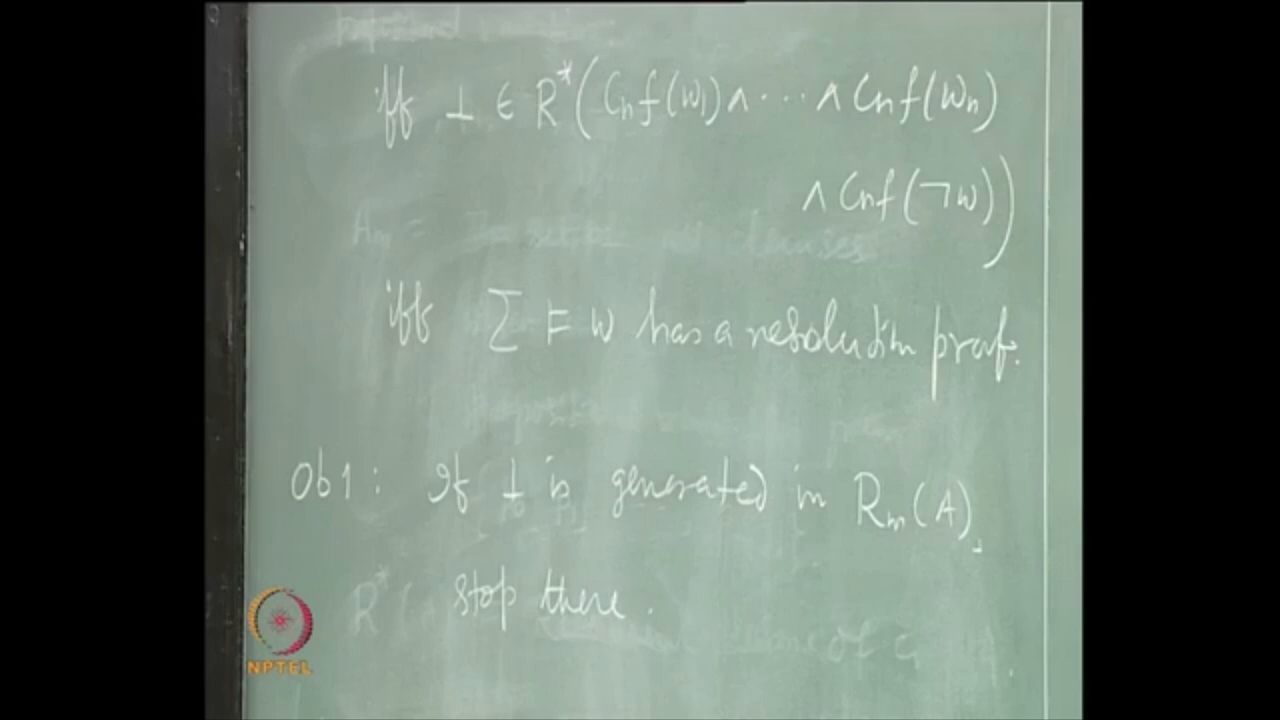 iff ⊥ ∈ R*(Cnf(w1) ∧ ··· ∧ Cnf(wn)
∧ Cnf(¬w))
iff Σ ⊨ w has a resolution proof.
Ob1: If ⊥ is generated in Rm(A),
stop there.
NPTEL